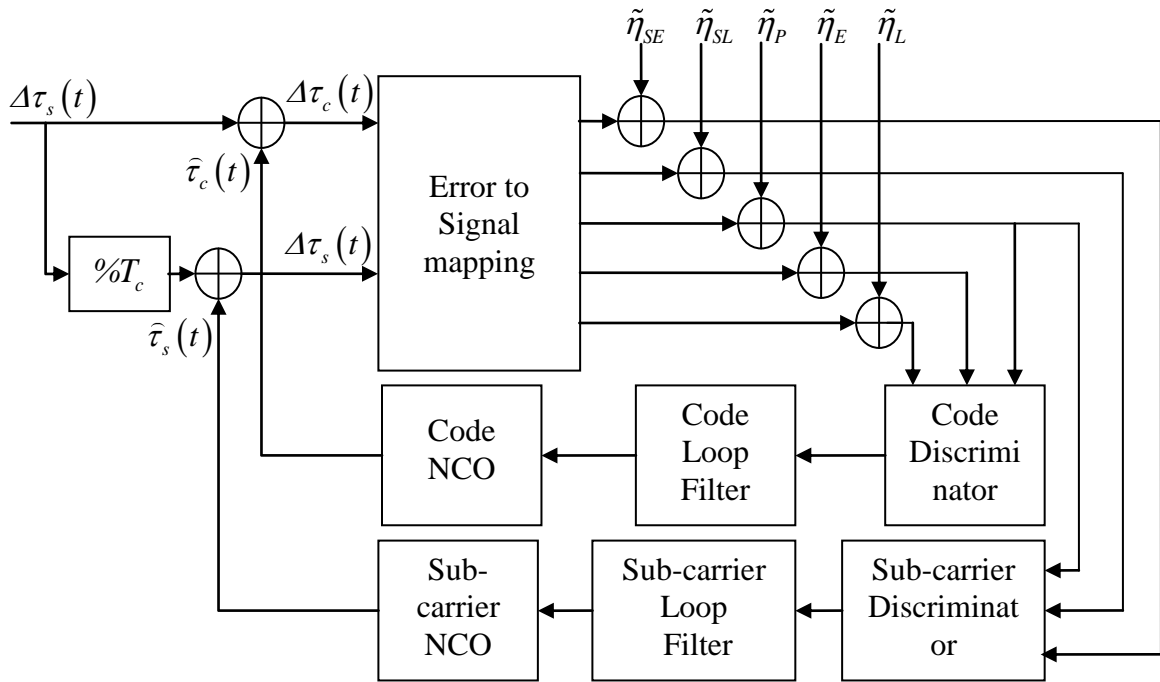 η̃_SE η̃_SL η̃_P η̃_E η̃_L
Δτ_s(t)
Δτ_c(t)
τ̂_c(t)
Error to
Signal
mapping
%T_c
Δτ_s(t)
τ̂_s(t)
Code
NCO
Code
Loop
Filter
Code
Discrimi
nator
Sub-
carrier
NCO
Sub-carrier
Loop
Filter
Sub-carrier
Discriminat
or